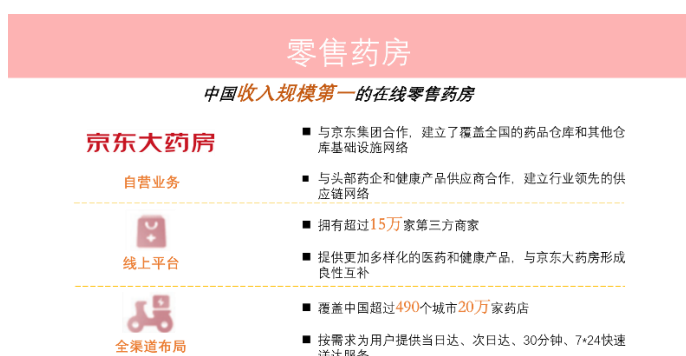 零售药房
中国收入规模第一的在线零售药房
京东大药房
自营业务
■ 与京东集团合作，建立了覆盖全国的药品仓库和其他仓
库基础设施网络
■ 与头部药企和健康产品供应商合作，建立行业领先的供
应链网络
线上平台
■ 拥有超过15万家第三方商家
■ 提供更加多样化的医药和健康产品，与京东大药房形成
良性互补
全渠道布局
■ 覆盖中国超过490个城市20万家药店
■ 按需求为用户提供当日达、次日达、30分钟、7*24快速
送达服务